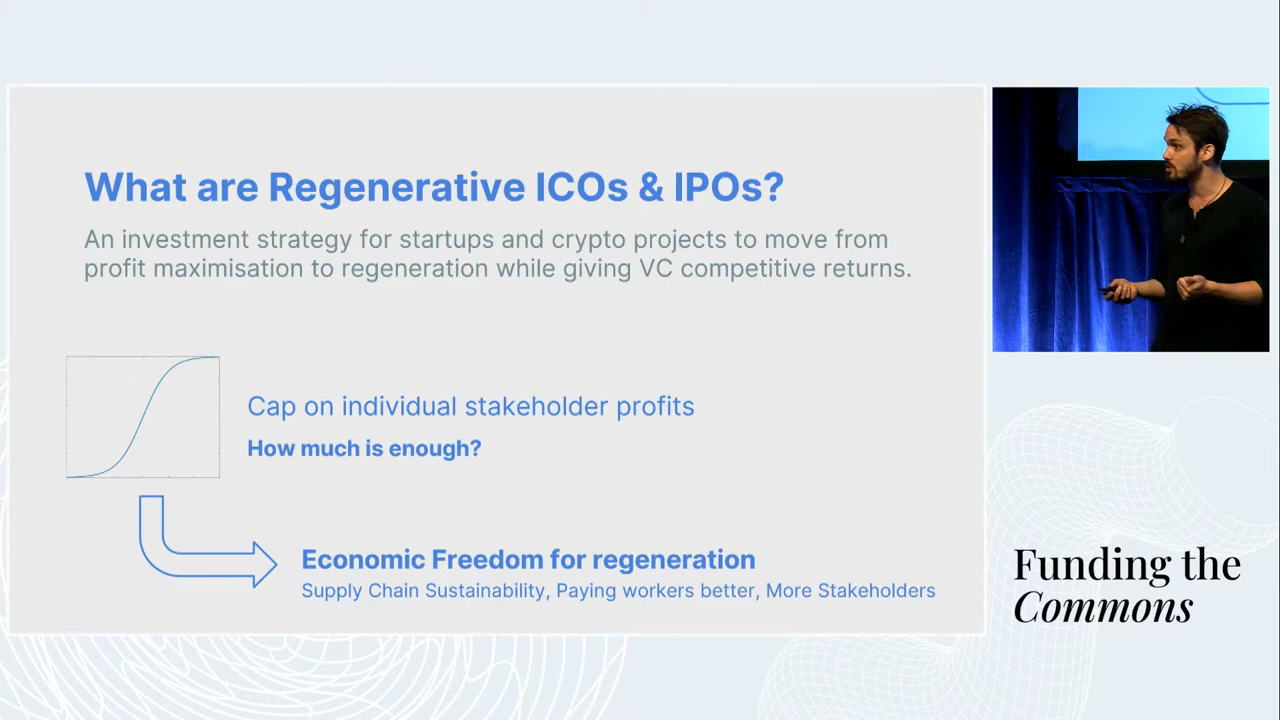 What are Regenerative ICOs & IPOs?
An investment strategy for startups and crypto projects to move from
profit maximisation to regeneration while giving VC competitive returns.
Cap on individual stakeholder profits
How much is enough?
Economic Freedom for regeneration
Supply Chain Sustainability, Paying workers better, More Stakeholders
Funding the
Commons